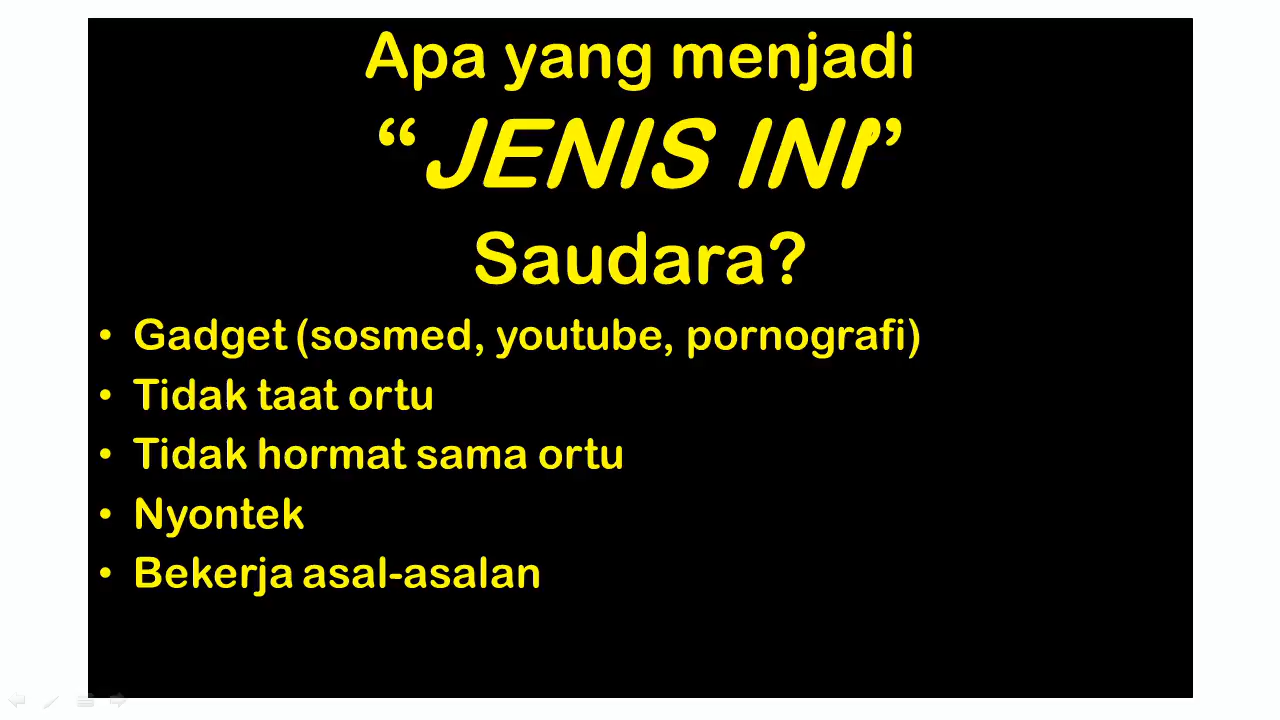 Apa yang menjadi
“JENIS INI”
Saudara?
• Gadget (sosmed, youtube, pornografi)
• Tidak taat ortu
• Tidak hormat sama ortu
• Nyontek
• Bekerja asal-asalan